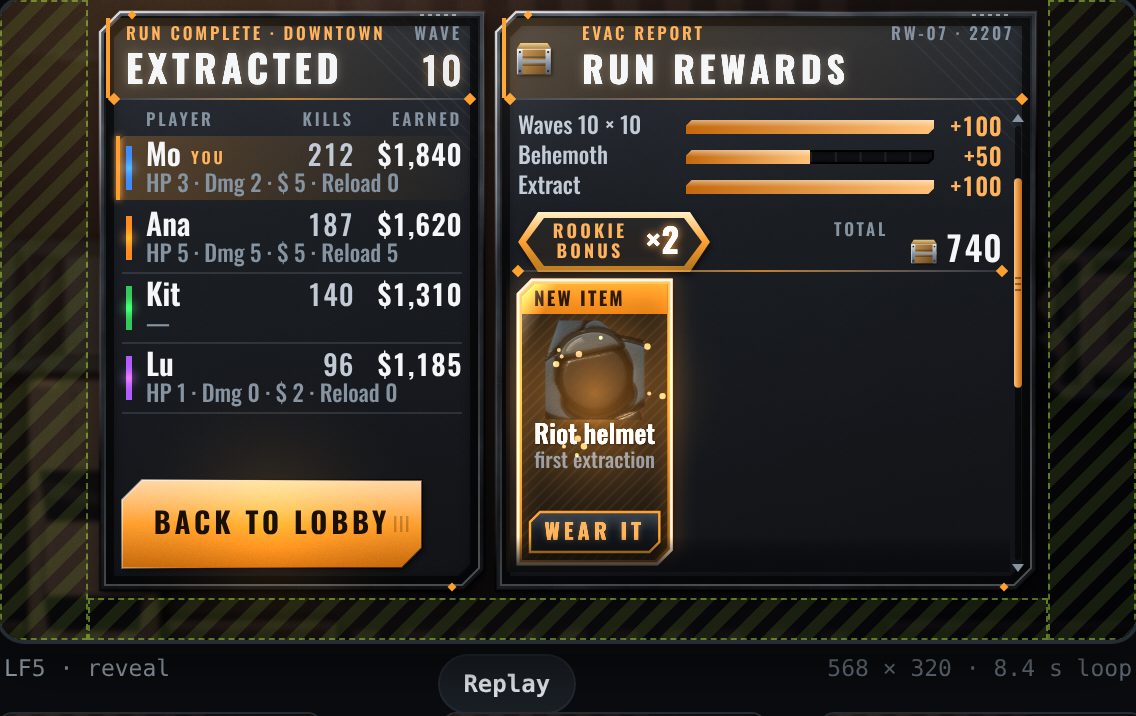 RUN COMPLETE · DOWNTOWN WAVE
EXTRACTED 10
PLAYER KILLS EARNED
Mo YOU 212 $1,840
HP 3 · Dmg 2 · $ 5 · Reload 0
Ana 187 $1,620
HP 5 · Dmg 5 · $ 5 · Reload 5
Kit 140 $1,310
—
Lu 96 $1,185
HP 1 · Dmg 0 · $ 2 · Reload 0
BACK TO LOBBY
EVAC REPORT RW-07 · 2207
RUN REWARDS
Waves 10 × 10 +100
Behemoth +50
Extract +100
ROOKIE
BONUS ×2
TOTAL
740
NEW ITEM
Riot helmet
first extraction
WEAR IT
LF5 · reveal
Replay
568 × 320 · 8.4 s loop